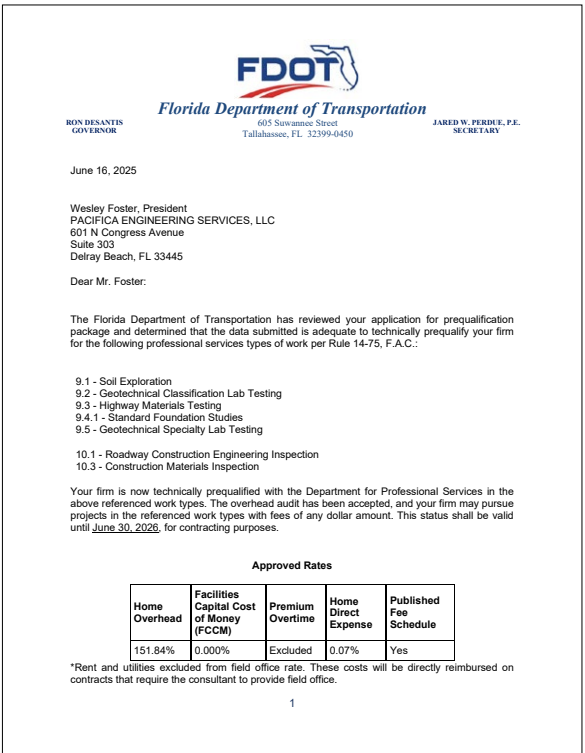 FDOT
Florida Department of Transportation
RON DESANTIS
GOVERNOR
605 Suwannee Street
Tallahassee, FL 32399-0450
JARED W. PERDUE, P.E.
SECRETARY
June 16, 2025
Wesley Foster, President
PACIFICA ENGINEERING SERVICES, LLC
601 N Congress Avenue
Suite 303
Delray Beach, FL 33445
Dear Mr. Foster:
The Florida Department of Transportation has reviewed your application for prequalification
package and determined that the data submitted is adequate to technically prequalify your firm
for the following professional services types of work per Rule 14-75, F.A.C.:
9.1 - Soil Exploration
9.2 - Geotechnical Classification Lab Testing
9.3 - Highway Materials Testing
9.4.1 - Standard Foundation Studies
9.5 - Geotechnical Specialty Lab Testing
10.1 - Roadway Construction Engineering Inspection
10.3 - Construction Materials Inspection
Your firm is now technically prequalified with the Department for Professional Services in the
above referenced work types. The overhead audit has been accepted, and your firm may pursue
projects in the referenced work types with fees of any dollar amount. This status shall be valid
until June 30, 2026, for contracting purposes.
Approved Rates
Home
Overhead
Facilities
Capital Cost
of Money
(FCCM)
Premium
Overtime
Home
Direct
Expense
Published
Fee
Schedule
151.84%
0.000%
Excluded
0.07%
Yes
*Rent and utilities excluded from field office rate. These costs will be directly reimbursed on
contracts that require the consultant to provide field office.
1